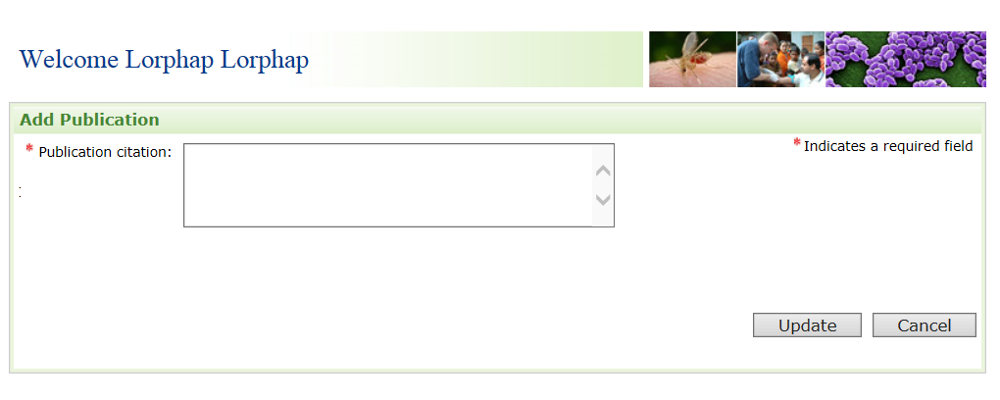 Welcome Lorphap Lorphap
Add Publication
* Publication citation:
* Indicates a required field
:
Update
Cancel